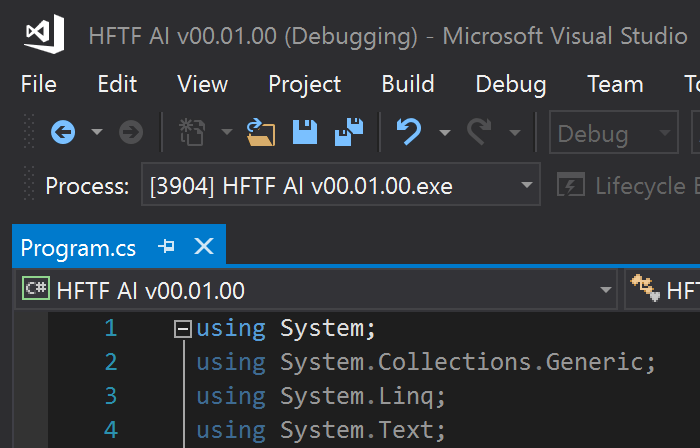 HFTF AI v00.01.00 (Debugging) - Microsoft Visual Studio
File Edit View Project Build Debug Team
Debug
Process: [3904] HFTF AI v00.01.00.exe Lifecycle
Program.cs
C# HFTF AI v00.01.00
1 using System;
2 using System.Collections.Generic;
3 using System.Linq;
4 using System.Text;